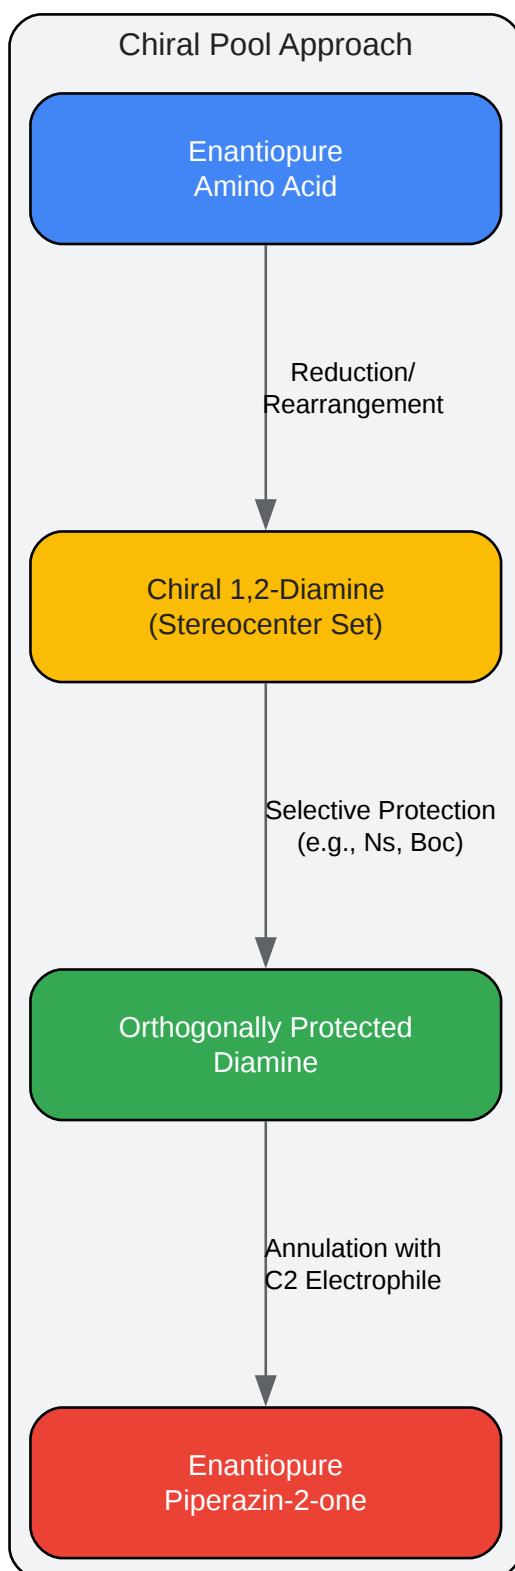 Chiral Pool Approach
Enantiopure
Amino Acid
Reduction/
Rearrangement
Chiral 1,2-Diamine
(Stereocenter Set)
Selective Protection
(e.g., Ns, Boc)
Orthogonally Protected
Diamine
Annulation with
C2 Electrophile
Enantiopure
Piperazin-2-one